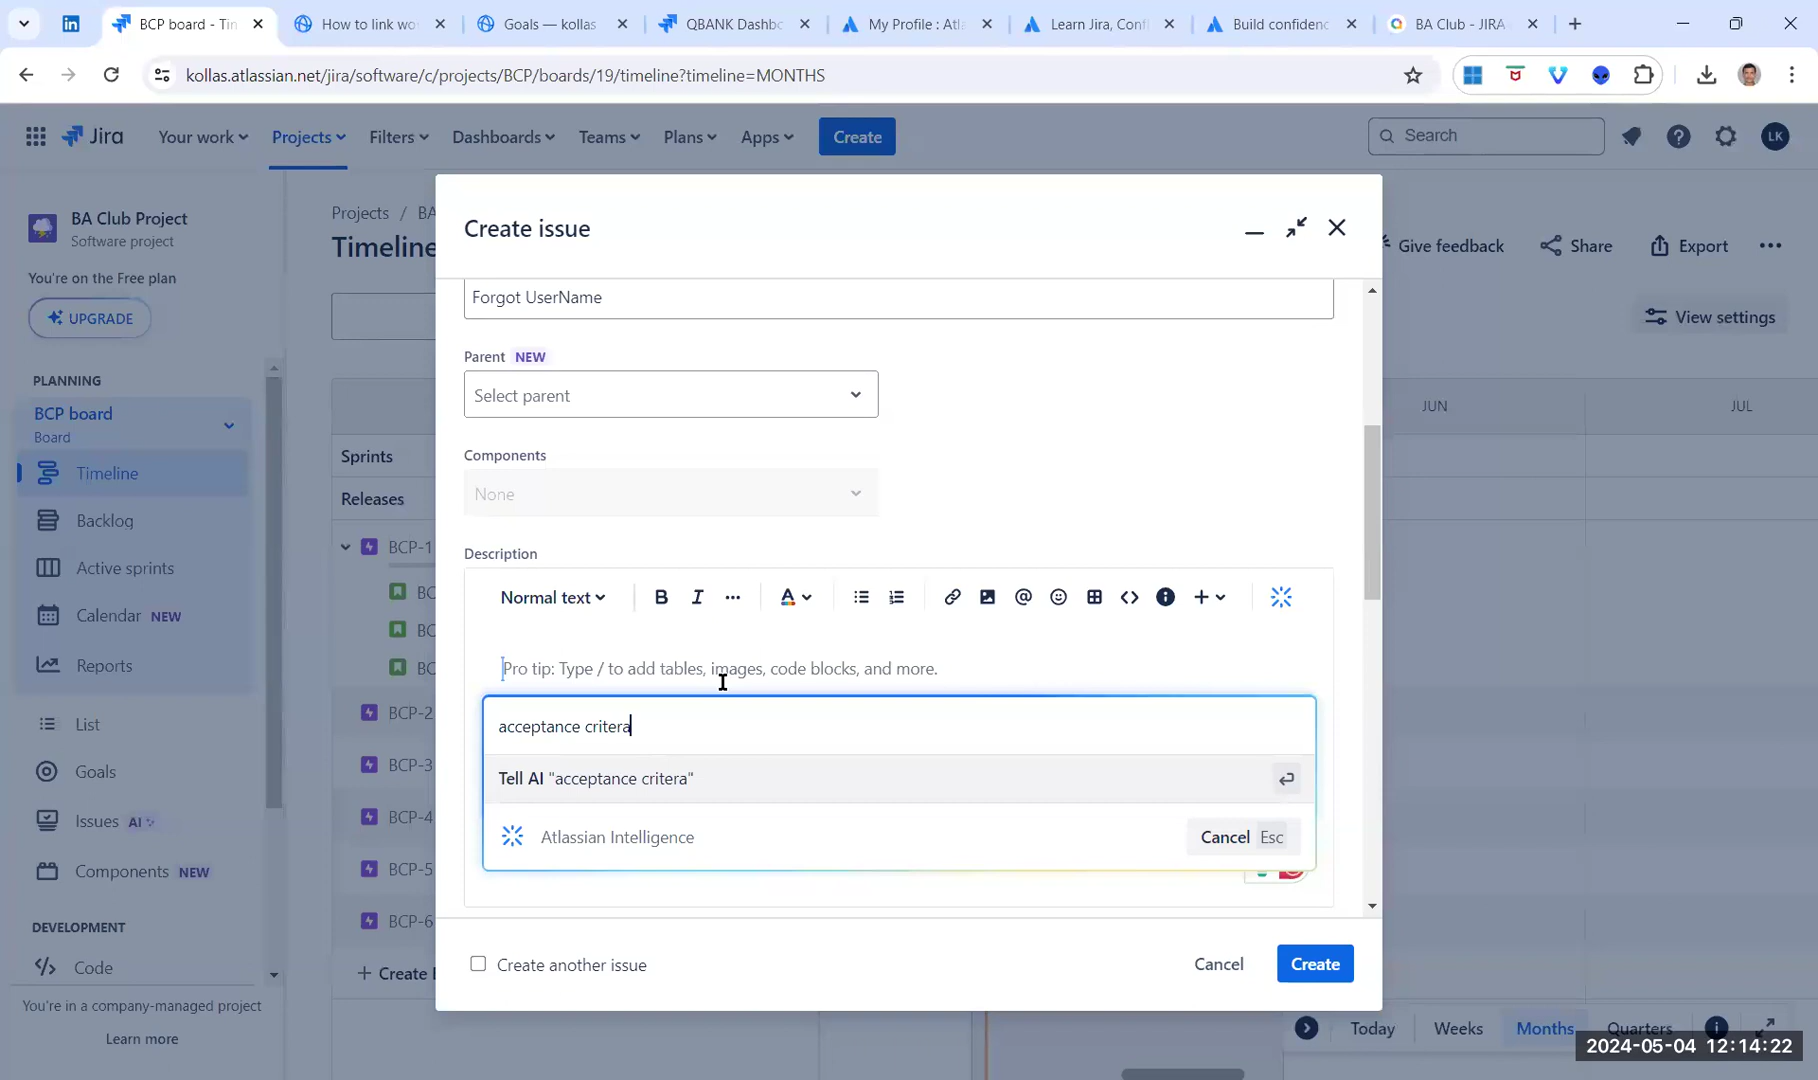 BCP board - Tim
How to link wo
Goals — kollas
QBANK Dashbo
My Profile : Atla
Learn Jira, Confl
Build confidenc
BA Club - JIRA
kollas.atlassian.net/jira/software/c/projects/BCP/boards/19/timeline?timeline=MONTHS
Jira
Your work
Projects
Filters
Dashboards
Teams
Plans
Apps
Create
Search
LK
BA Club Project
Software project
You're on the Free plan
UPGRADE
PLANNING
BCP board
Board
Timeline
Backlog
Active sprints
Calendar NEW
Reports
List
Goals
Issues AI
Components NEW
DEVELOPMENT
Code
You're in a company-managed project
Learn more
Projects / BA
Timeline
Give feedback
Share
Export
View settings
JUN
JUL
Sprints
Releases
BCP-1
BC
BC
BC
BCP-2
BCP-3
BCP-4
BCP-5
BCP-6
+ Create E
Create issue
Forgot UserName
Parent NEW
Select parent
Components
None
Description
Normal text
Pro tip: Type / to add tables, images, code blocks, and more.
acceptance critera
Tell AI "acceptance critera"
Atlassian Intelligence
Cancel Esc
Create another issue
Cancel
Create
Today
Weeks
Months
Quarters
2024-05-04 12:14:22